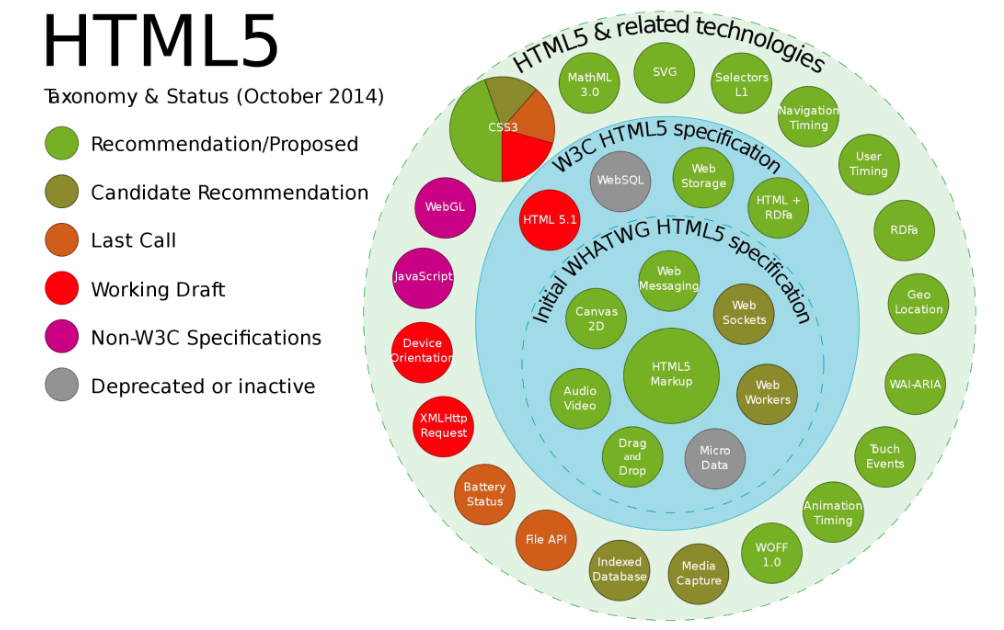 HTML5
Taxonomy & Status (October 2014)
Recommendation/Proposed
Candidate Recommendation
Last Call
Working Draft
Non-W3C Specifications
Deprecated or inactive
HTML5 & related technologies
CSS3
MathML
3.0
SVG
Selectors
L1
Navigation
Timing
User
Timing
RDFa
Geo
Location
WAI-ARIA
Touch
Events
Animation
Timing
WOFF
1.0
Media
Capture
Indexed
Database
File API
Battery
Status
XMLHttp
Request
Device
Orientation
JavaScript
WebGL
W3C HTML5 specification
HTML 5.1
WebSQL
Web
Storage
HTML +
RDFa
Initial WHATWG HTML5 specification
Web
Messaging
Canvas
2D
Web
Sockets
HTML5
Markup
Audio
Video
Web
Workers
Drag
and
Drop
Micro
Data